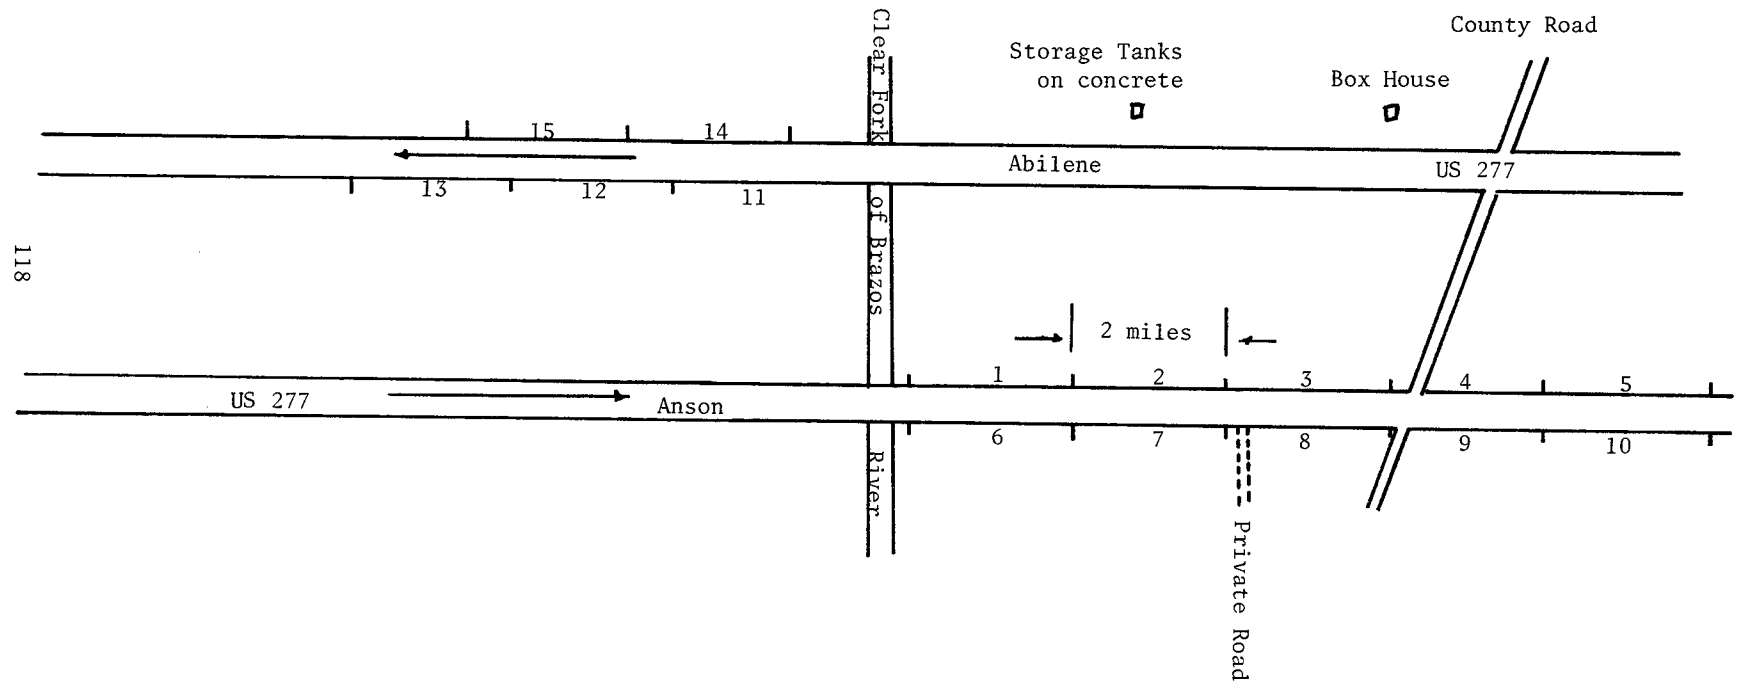 County Road
Storage Tanks
on concrete
Box House
Clear Fork of Brazos River
15
14
Abilene
US 277
13
12
11
118
2 miles
1
2
3
4
5
US 277
Anson
6
7
8
9
10
Private Road